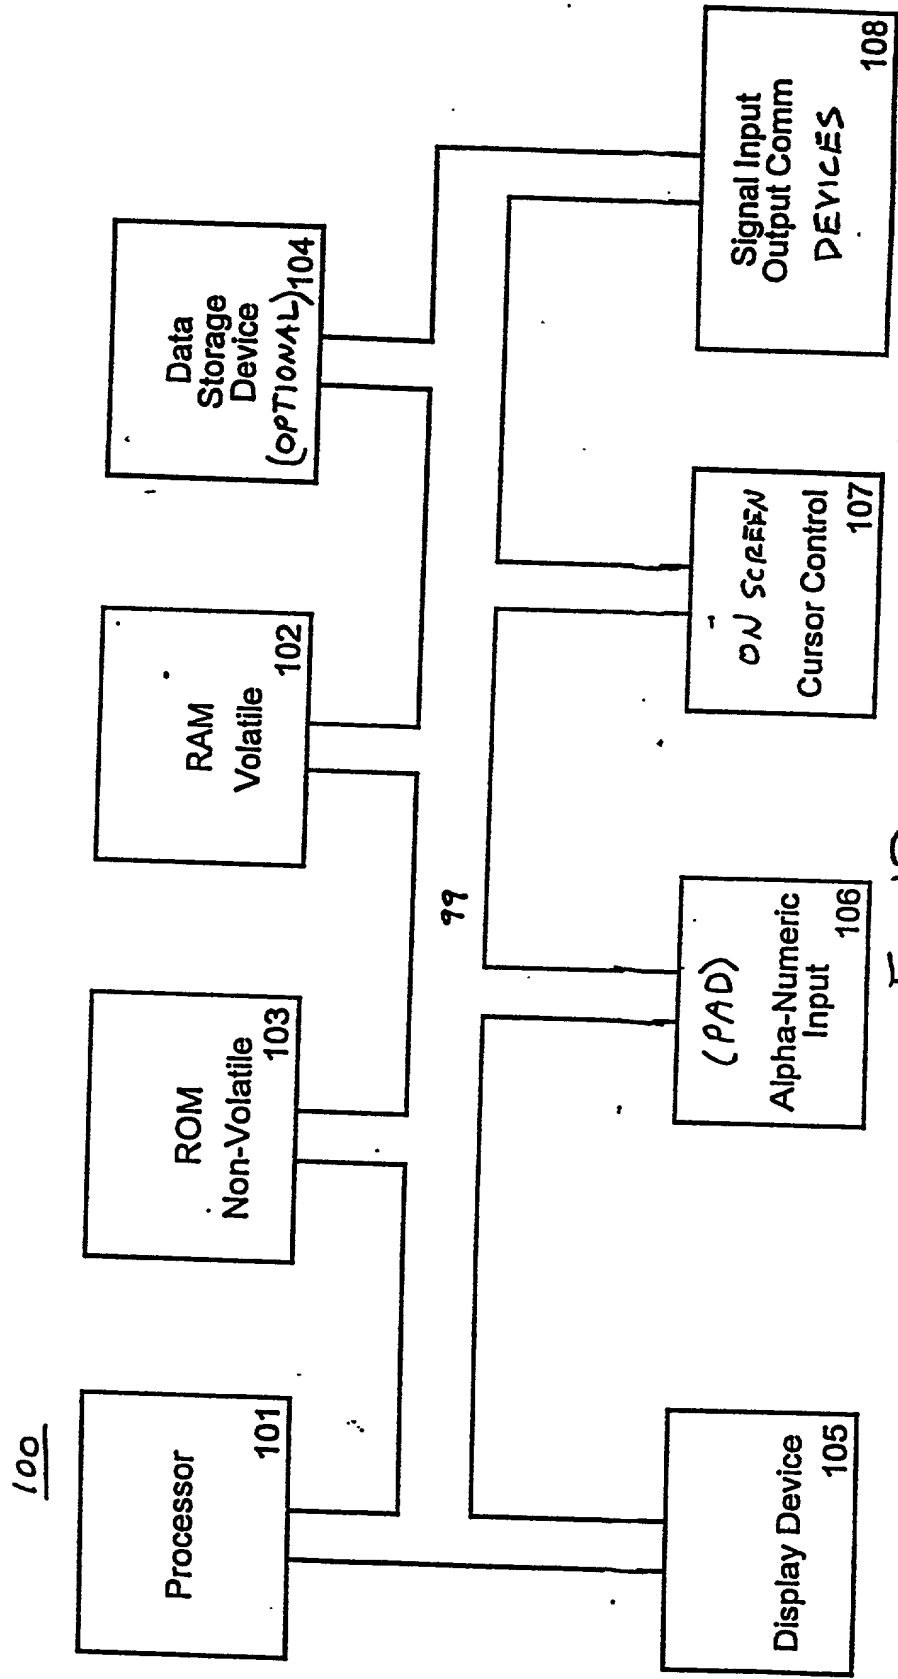 100
Processor
101
ROM
Non-Volatile
103
RAM
Volatile
102
Data
Storage
Device
(OPTIONAL)
104
99
Display Device
105
(PAD)
Alpha-Numeric
Input
106
ON SCREEN
Cursor Control
107
Signal Input
Output Comm
DEVICES
108